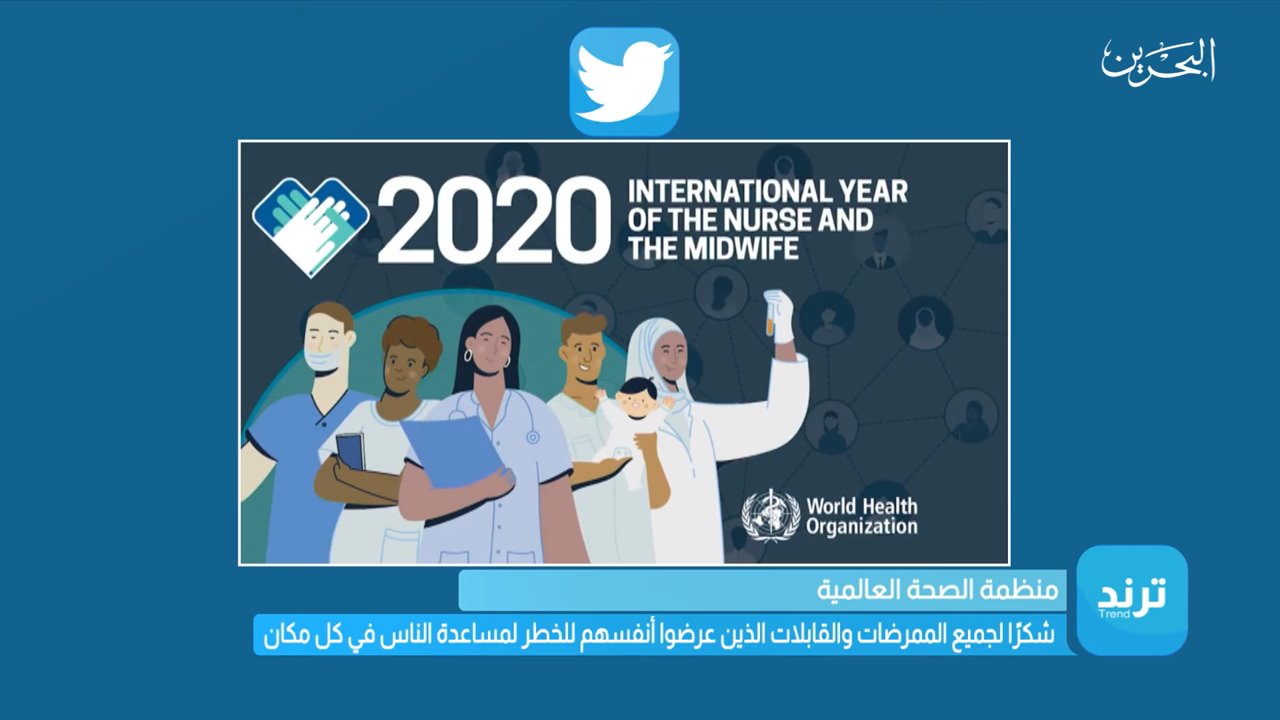 البحرين
2020
INTERNATIONAL YEAR
OF THE NURSE AND
THE MIDWIFE
World Health
Organization
منظمة الصحة العالمية
ترند
Trend
شكرًا لجميع الممرضات والقابلات الذين عرضوا أنفسهم للخطر لمساعدة الناس في كل مكان